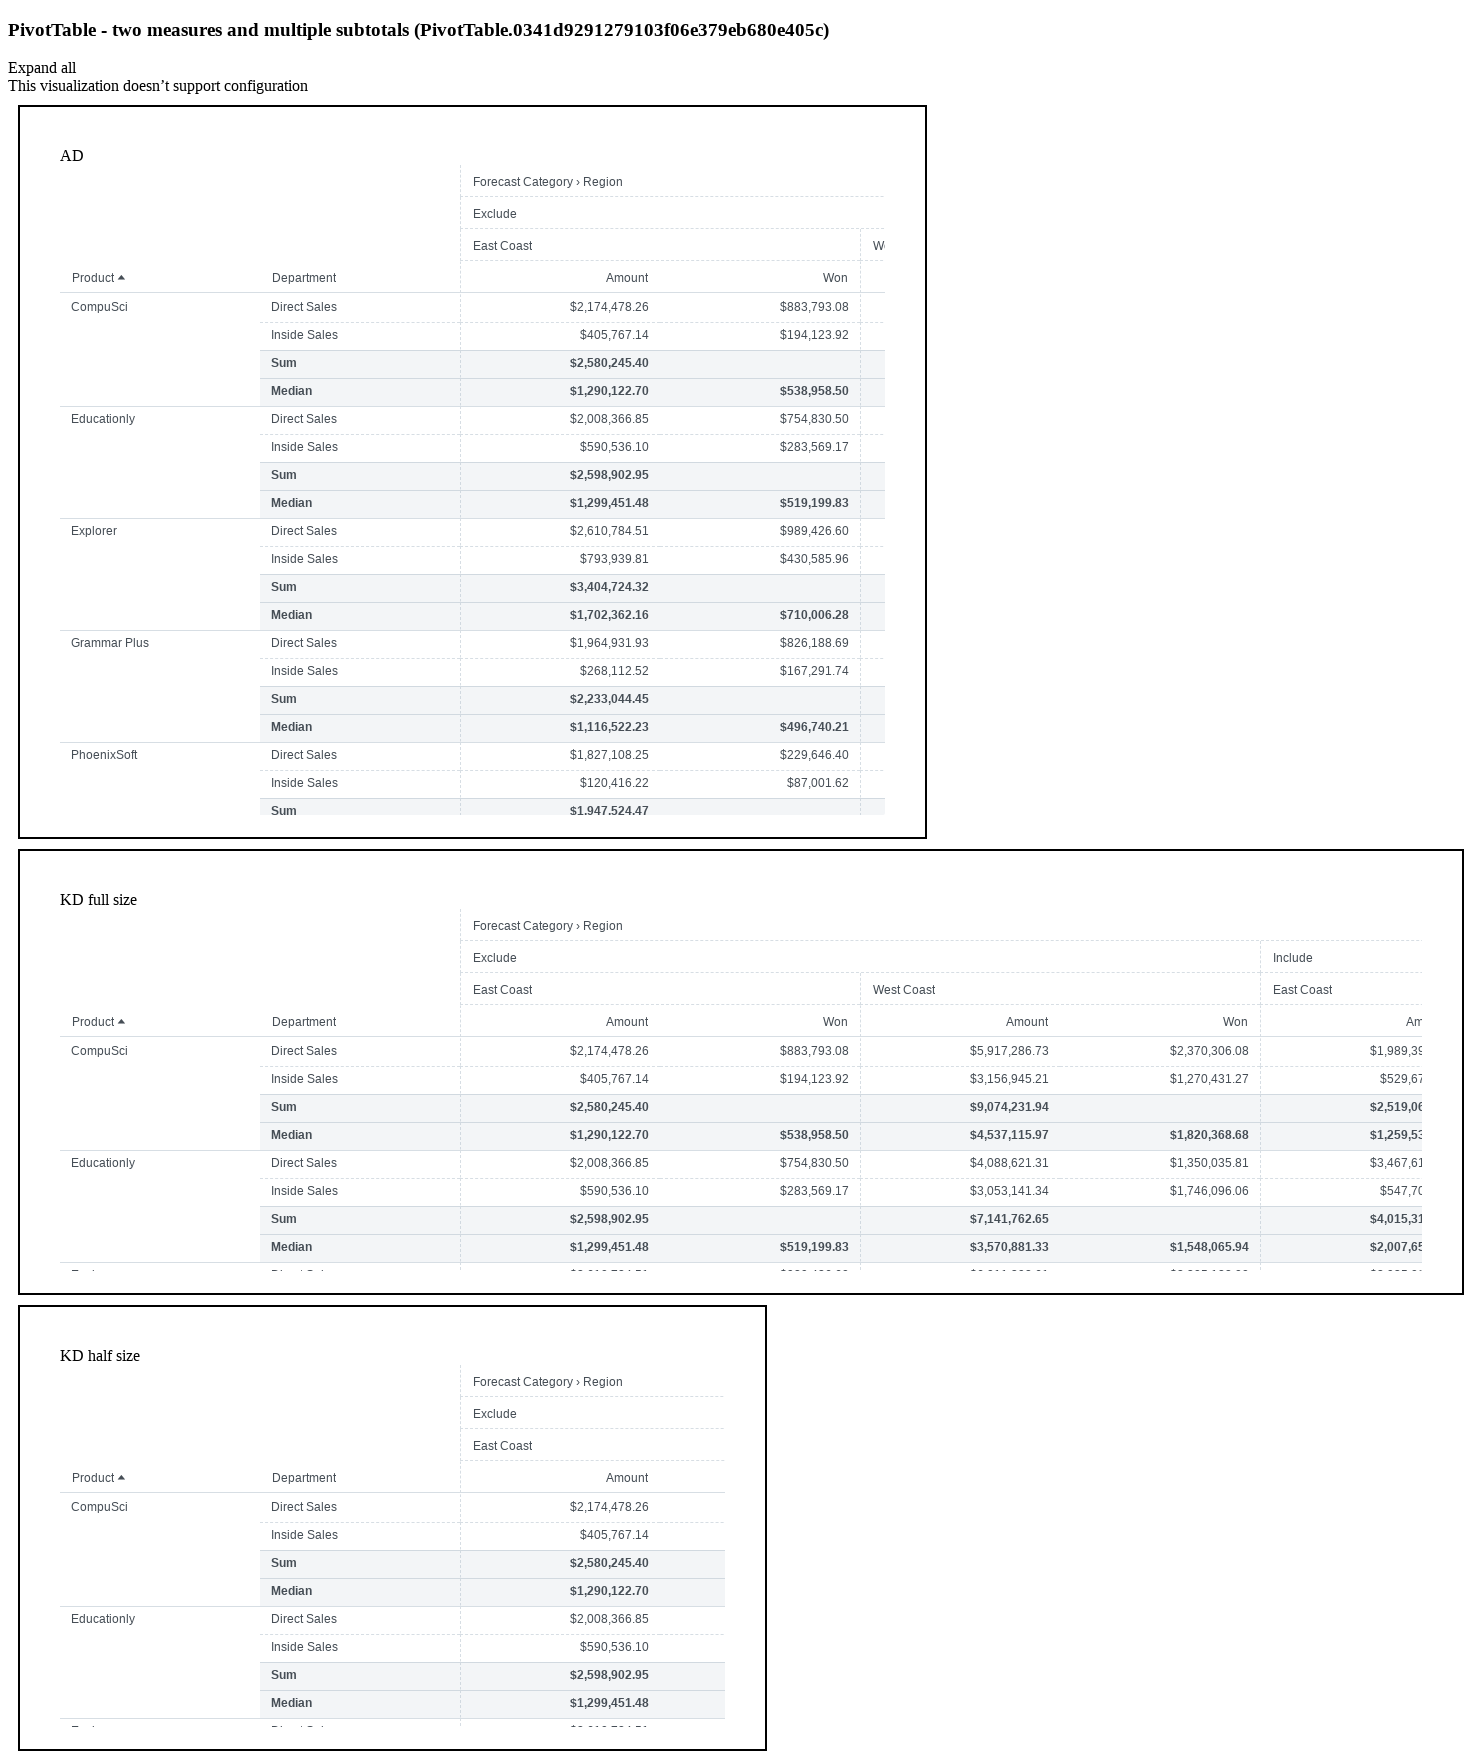 PivotTable - two measures and multiple subtotals (PivotTable.0341d9291279103f06e379eb680e405c)
Expand all
This visualization doesn’t support configuration
AD
Forecast Category › Region
Exclude
East Coast
Product Department Amount Won
CompuSci Direct Sales $2,174,478.26 $883,793.08
Inside Sales $405,767.14 $194,123.92
Sum $2,580,245.40
Median $1,290,122.70 $538,958.50
Educationly Direct Sales $2,008,366.85 $754,830.50
Inside Sales $590,536.10 $283,569.17
Sum $2,598,902.95
Median $1,299,451.48 $519,199.83
Explorer Direct Sales $2,610,784.51 $989,426.60
Inside Sales $793,939.81 $430,585.96
Sum $3,404,724.32
Median $1,702,362.16 $710,006.28
Grammar Plus Direct Sales $1,964,931.93 $826,188.69
Inside Sales $268,112.52 $167,291.74
Sum $2,233,044.45
Median $1,116,522.23 $496,740.21
PhoenixSoft Direct Sales $1,827,108.25 $229,646.40
Inside Sales $120,416.22 $87,001.62
Sum $1,947,524.47
KD full size
Forecast Category › Region
Exclude Include
East Coast West Coast East Coast
Product Department Amount Won Amount Won Am
CompuSci Direct Sales $2,174,478.26 $883,793.08 $5,917,286.73 $2,370,306.08 $1,989,39
Inside Sales $405,767.14 $194,123.92 $3,156,945.21 $1,270,431.27 $529,67
Sum $2,580,245.40 $9,074,231.94 $2,519,06
Median $1,290,122.70 $538,958.50 $4,537,115.97 $1,820,368.68 $1,259,53
Educationly Direct Sales $2,008,366.85 $754,830.50 $4,088,621.31 $1,350,035.81 $3,467,61
Inside Sales $590,536.10 $283,569.17 $3,053,141.34 $1,746,096.06 $547,70
Sum $2,598,902.95 $7,141,762.65 $4,015,31
Median $1,299,451.48 $519,199.83 $3,570,881.33 $1,548,065.94 $2,007,65
KD half size
Forecast Category › Region
Exclude
East Coast
Product Department Amount
CompuSci Direct Sales $2,174,478.26
Inside Sales $405,767.14
Sum $2,580,245.40
Median $1,290,122.70
Educationly Direct Sales $2,008,366.85
Inside Sales $590,536.10
Sum $2,598,902.95
Median $1,299,451.48